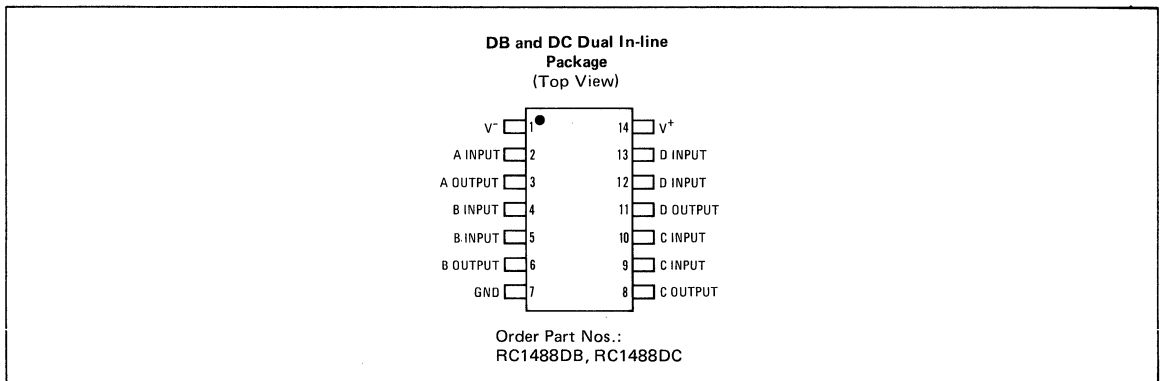 DB and DC Dual In-line
Package
(Top View)
V⁻ 1 14 V⁺
A INPUT 2 13 D INPUT
A OUTPUT 3 12 D INPUT
B INPUT 4 11 D OUTPUT
B INPUT 5 10 C INPUT
B OUTPUT 6 9 C INPUT
GND 7 8 C OUTPUT
Order Part Nos.:
RC1488DB, RC1488DC